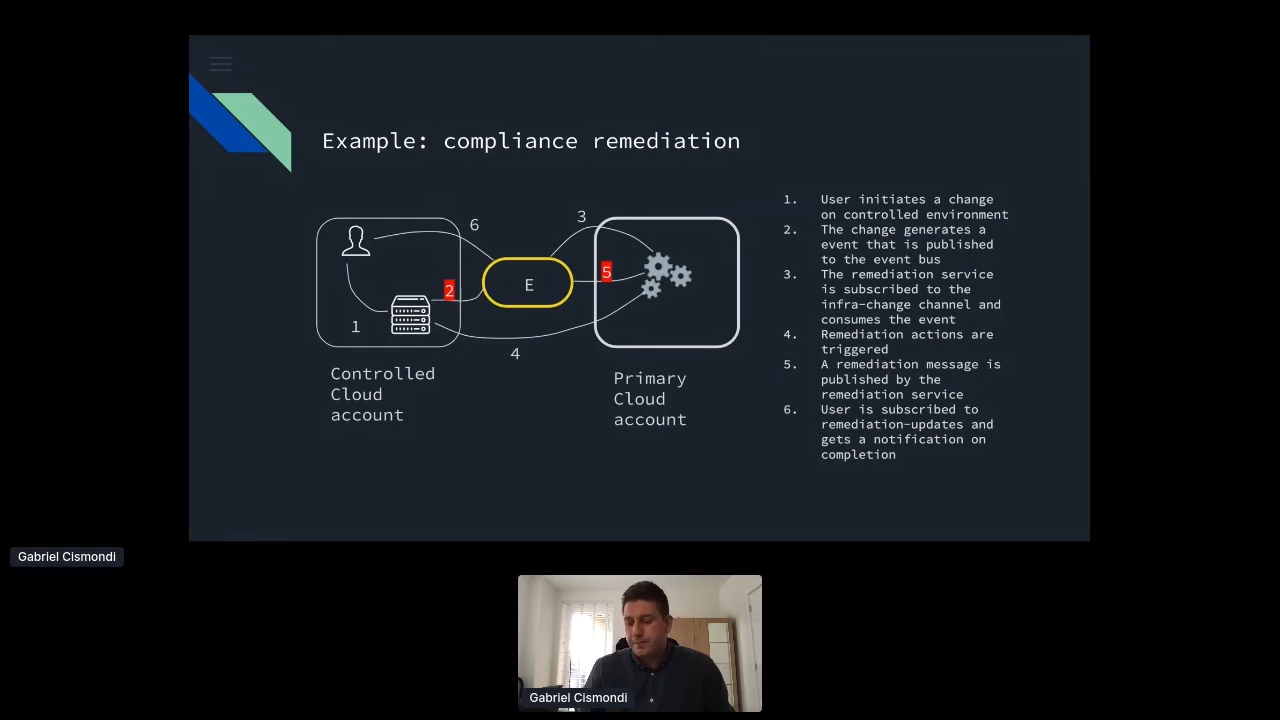 Example: compliance remediation
6
3
5
E
2
1
4
Controlled
Cloud
account
Primary
Cloud
account
1. User initiates a change
on controlled environment
2. The change generates a
event that is published
to the event bus
3. The remediation service
is subscribed to the
infra-change channel and
consumes the event
4. Remediation actions are
triggered
5. A remediation message is
published by the
remediation service
6. User is subscribed to
remediation-updates and
gets a notification on
completion
Gabriel Cismondi
Gabriel Cismondi